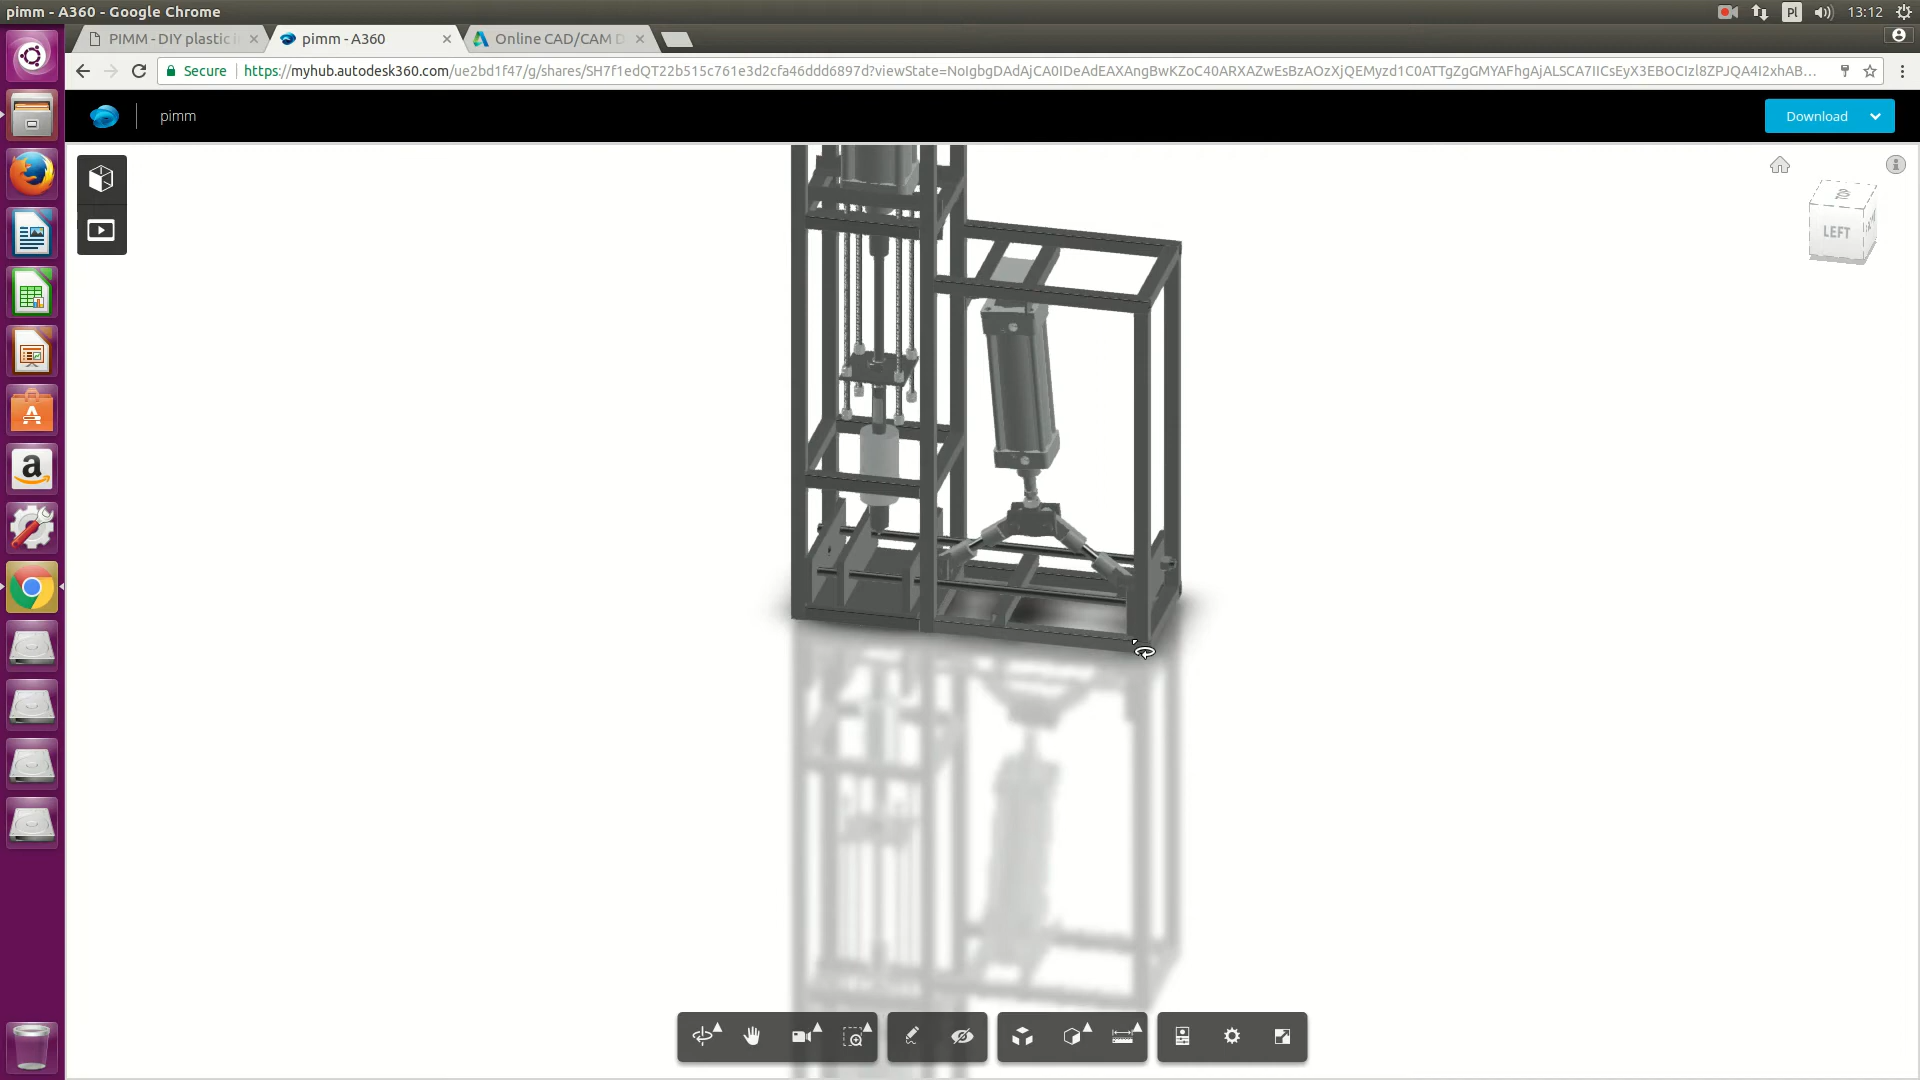 pimm - A360 - Google Chrome
Pl
13:12
PIMM - DIY plastic i
pimm - A360
Online CAD/CAM D
Secure
https://myhub.autodesk360.com/ue2bd1f47/g/shares/SH7f1edQT22b515c761e3d2cfa46ddd6897d?viewState=NoIgbgDAdAjCA0IDeAdEAXAngBwKZoC40ARXAZwEsBzAOzXjQEMyzd1C0ATTgZgGMYAFhgAjALSCA7IICsEyX3EBOCIzl8ZPJQA4I2xhAB...
pimm
Download
LEFT